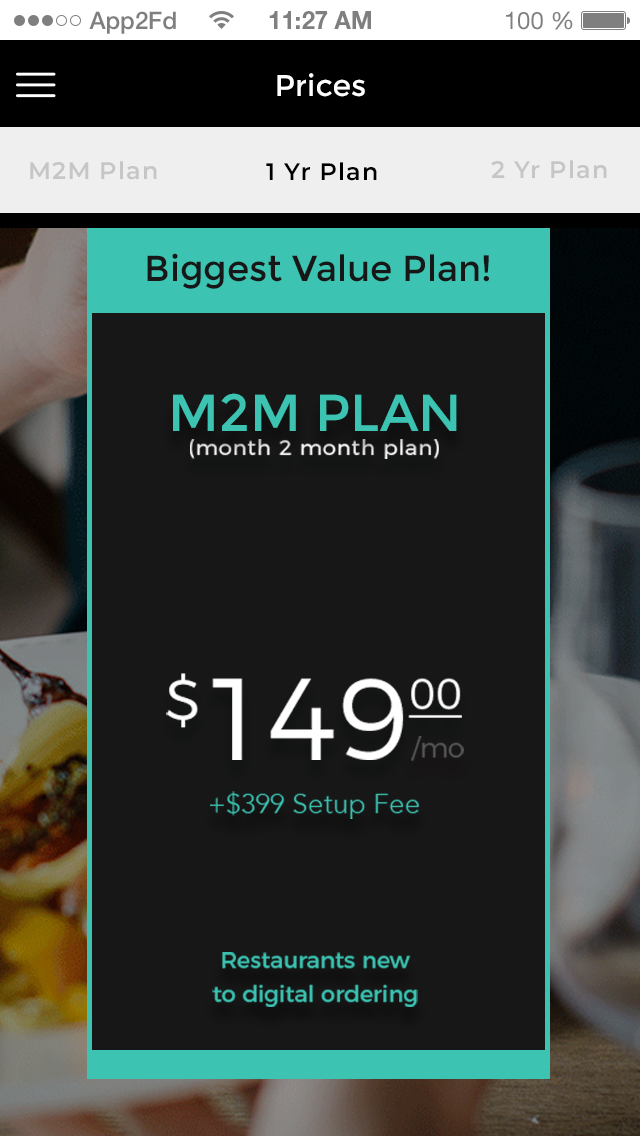 App2Fd 11:27 AM 100 %
Prices
M2M Plan 1 Yr Plan 2 Yr Plan
Biggest Value Plan!
M2M PLAN
(month 2 month plan)
$149 00
/mo
+$399 Setup Fee
Restaurants new
to digital ordering